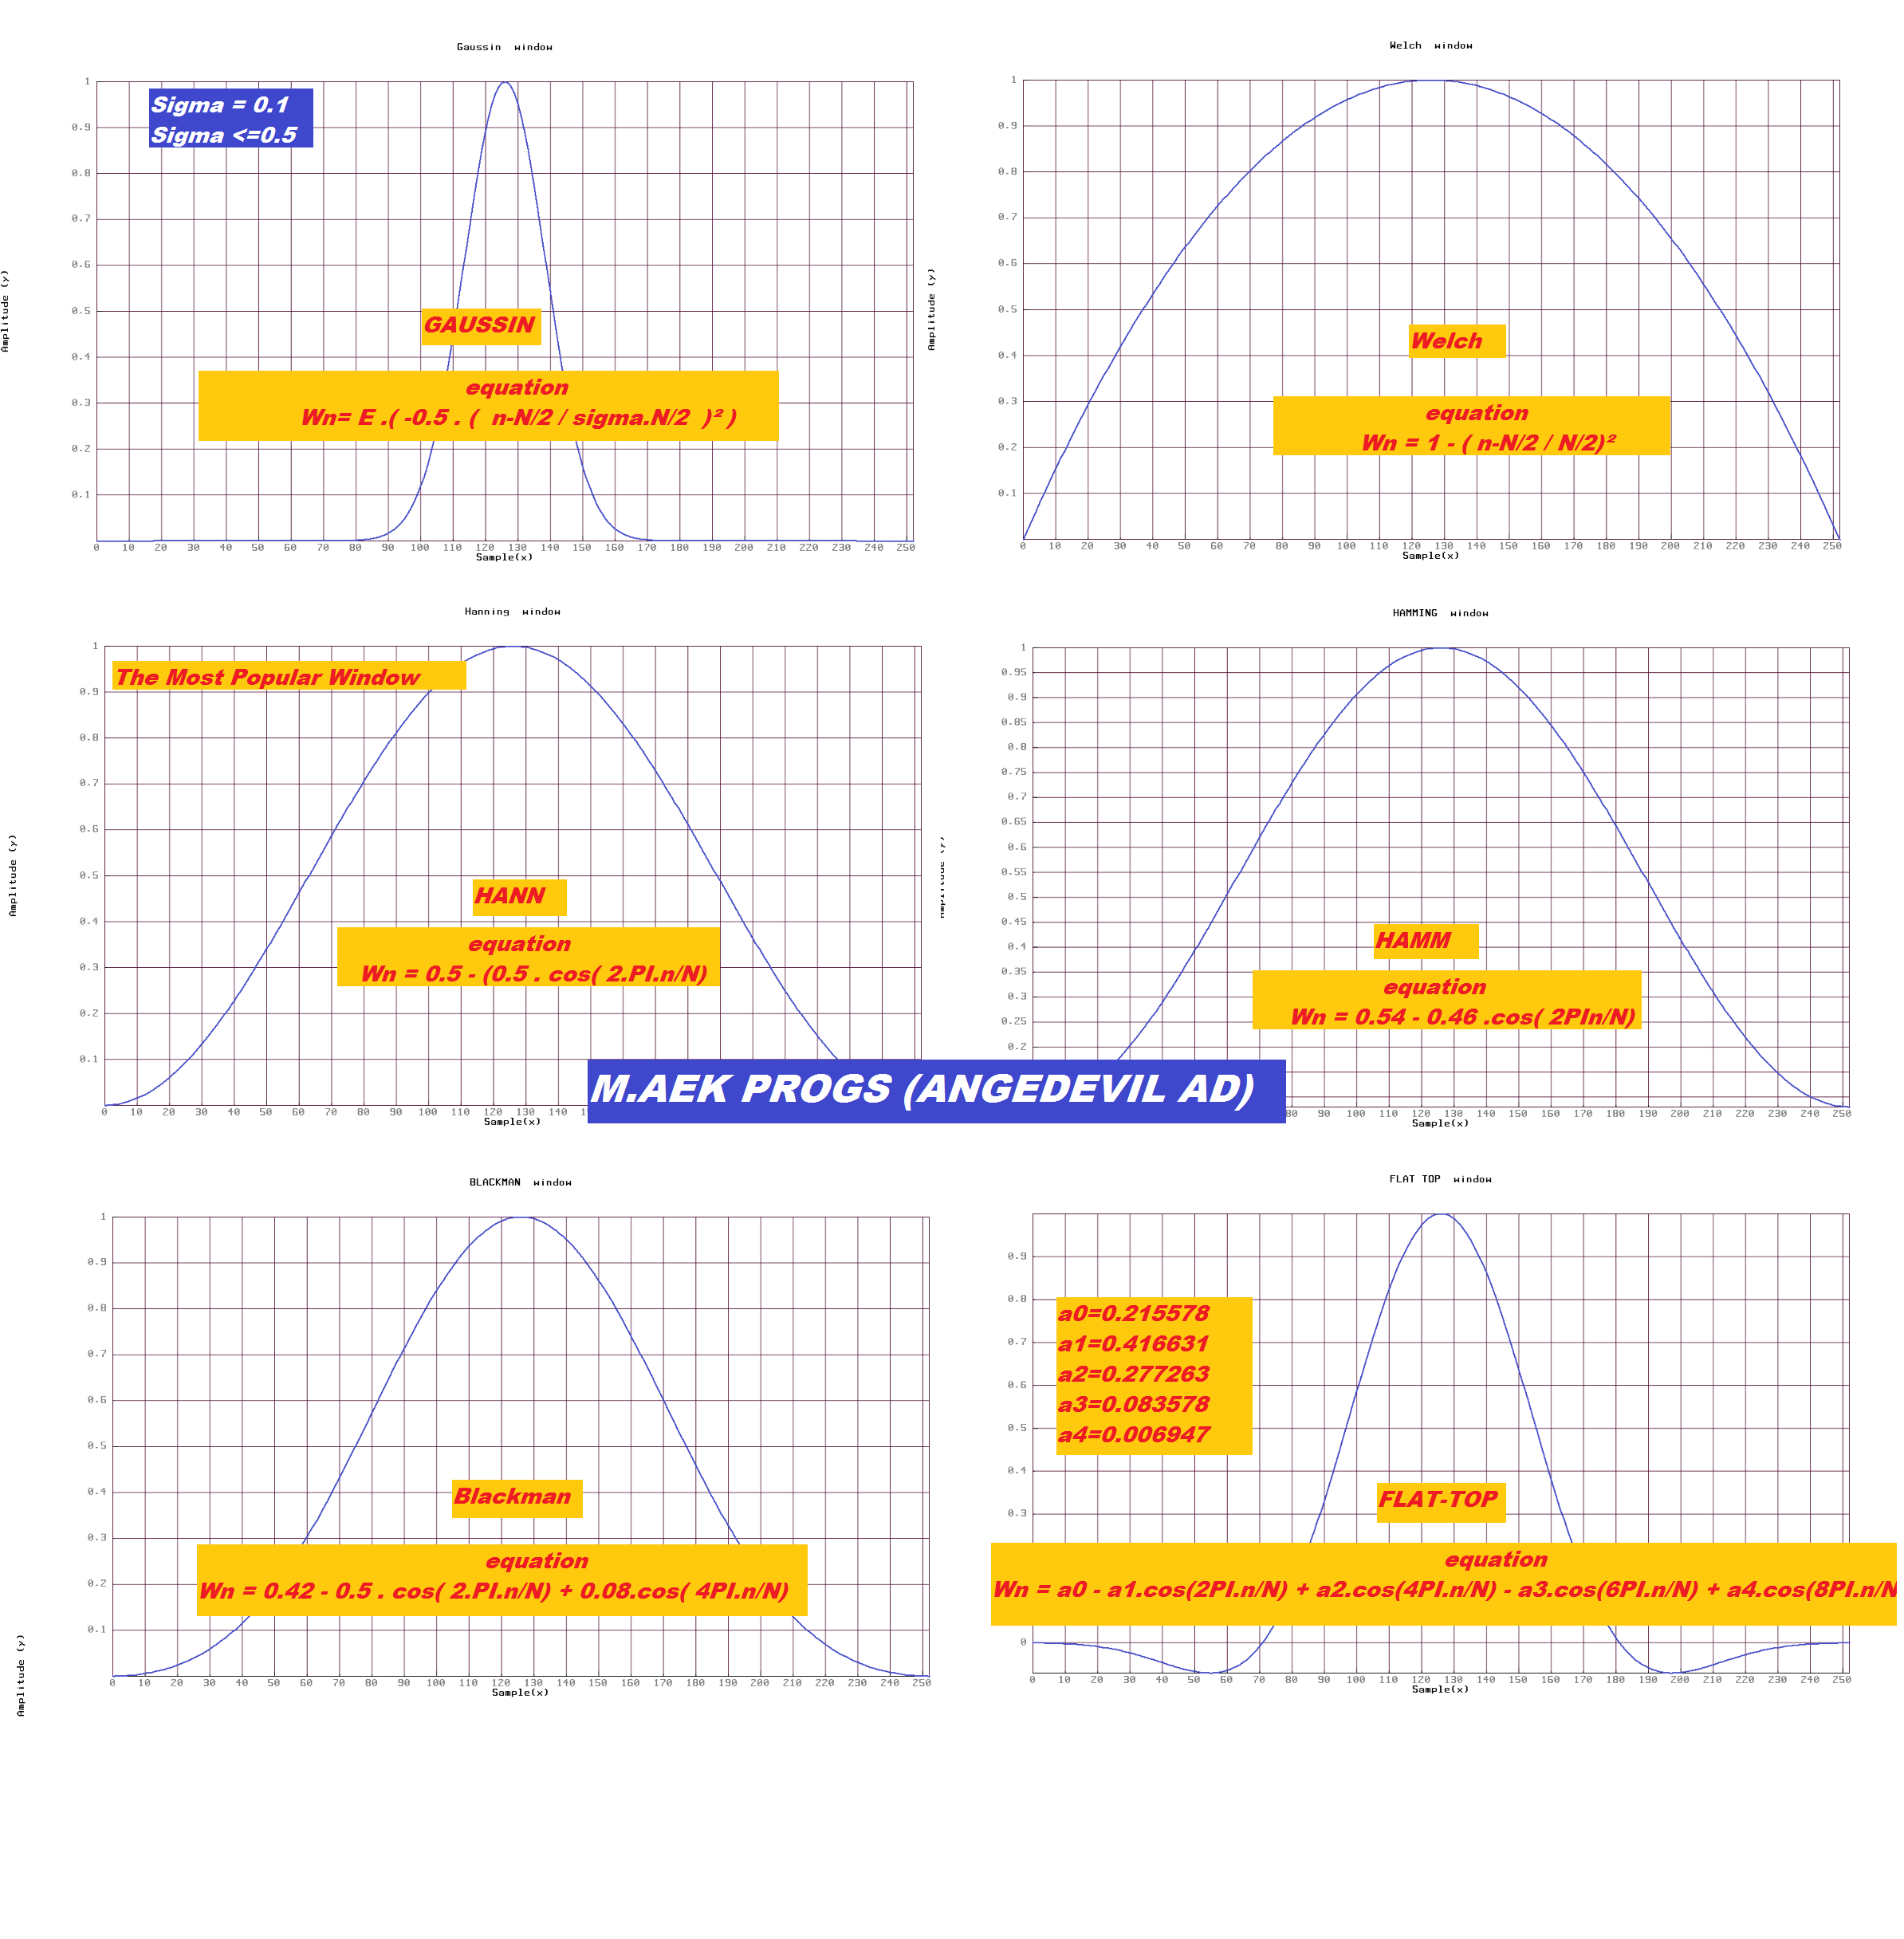 Gaussin window
1
Sigma = 0.1
Sigma <=0.5
0.9
0.8
0.7
0.6
0.5
0.4
0.3
0.2
0.1
Amplitude (y)
GAUSSIN
equation
Wn= E .( -0.5 . ( n-N/2 / sigma.N/2 )² )
0 10 20 30 40 50 60 70 80 90 100 110 120 130 140 150 160 170 180 190 200 210 220 230 240 250
Sample(x)
Welch window
1
0.9
0.8
0.7
0.6
0.5
0.4
0.3
0.2
0.1
Amplitude (y)
Welch
equation
Wn = 1 - ( n-N/2 / N/2)²
0 10 20 30 40 50 60 70 80 90 100 110 120 130 140 150 160 170 180 190 200 210 220 230 240 250
Sample(x)
Hanning window
1
The Most Popular Window
0.9
0.8
0.7
0.6
0.5
0.4
0.3
0.2
0.1
Amplitude (y)
HANN
equation
Wn = 0.5 - (0.5 . cos( 2.PI.n/N)
0 10 20 30 40 50 60 70 80 90 100 110 120 130 140
Sample(x)
HAMMING window
1
0.95
0.9
0.85
0.8
0.75
0.7
0.65
0.6
0.55
0.5
0.45
0.4
0.35
0.3
0.25
0.2
Amplitude (y)
HAMM
equation
Wn = 0.54 - 0.46 .cos( 2PIn/N)
80 90 100 110 120 130 140 150 160 170 180 190 200 210 220 230 240 250
Sample(x)
M.AEK PROGS (ANGEDEVIL AD)
BLACKMAN window
1
0.9
0.8
0.7
0.6
0.5
0.4
0.3
0.2
0.1
Amplitude (y)
Blackman
equation
Wn = 0.42 - 0.5 . cos( 2.PI.n/N) + 0.08.cos( 4PI.n/N)
0 10 20 30 40 50 60 70 80 90 100 110 120 130 140 150 160 170 180 190 200 210 220 230 240 250
Sample(x)
FLAT TOP window
0.9
0.8
0.7
0.6
0.5
0.4
0.3
0
a0=0.215578
a1=0.416631
a2=0.277263
a3=0.083578
a4=0.006947
FLAT-TOP
equation
Wn = a0 - a1.cos(2PI.n/N) + a2.cos(4PI.n/N) - a3.cos(6PI.n/N) + a4.cos(8PI.n/N
0 10 20 30 40 50 60 70 80 90 100 110 120 130 140 150 160 170 180 190 200 210 220 230 240 250
Sample(x)